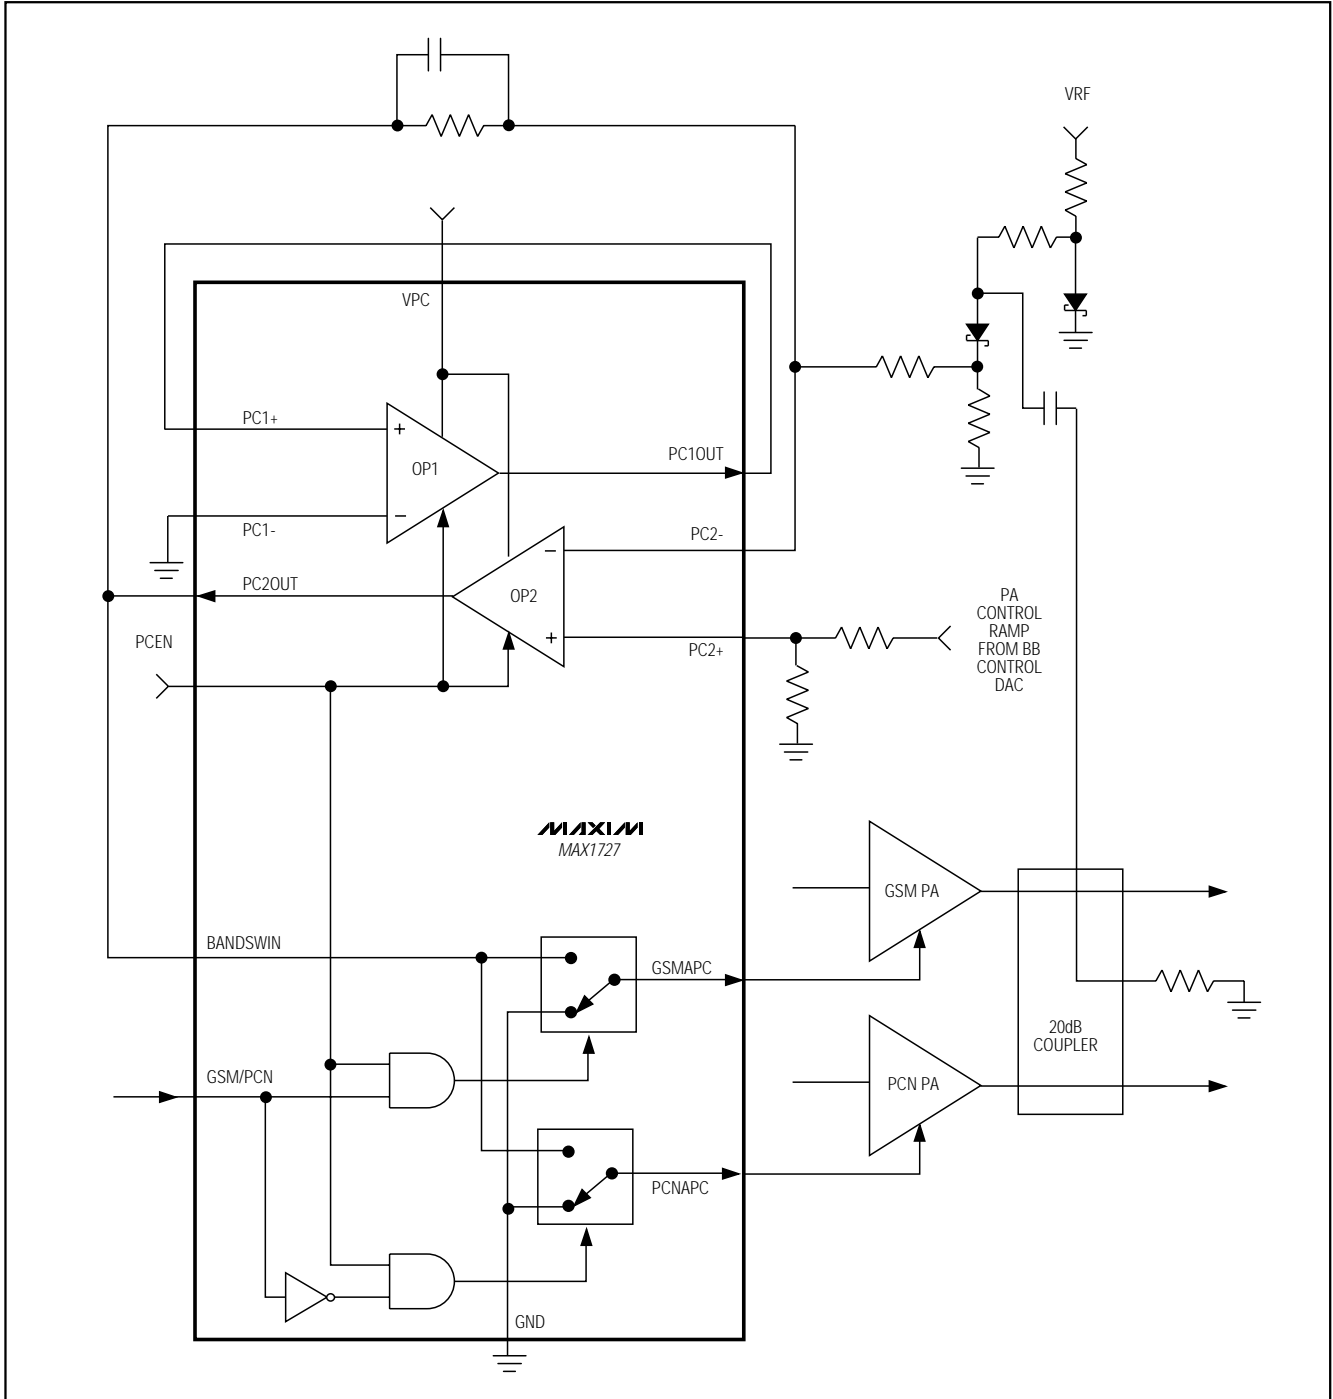 VRF
VPC
PC1+
+
OP1
PC1OUT
−
PC1-
PC2-
−
PC2OUT
OP2
PCEN
+
PC2+
PA
CONTROL
RAMP
FROM BB
CONTROL
DAC
MAXIM
MAX1727
GSM PA
BANDSWIN
GSMAPC
20dB
COUPLER
GSM/PCN
PCN PA
PCNAPC
GND